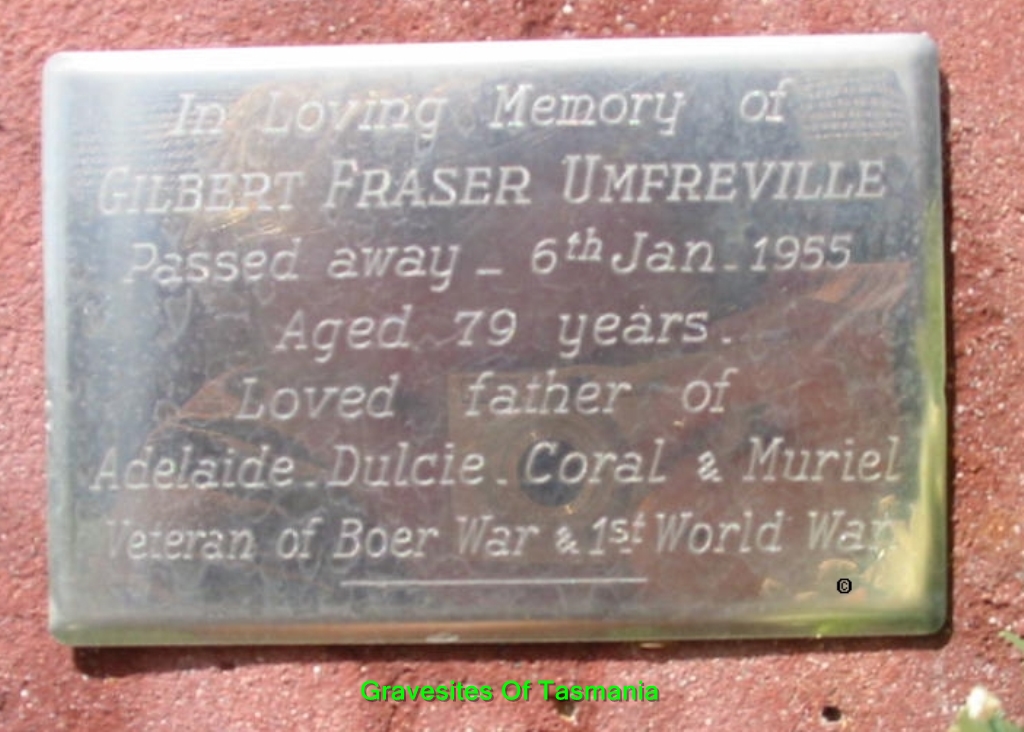 In Loving Memory of
GILBERT FRASER UMFREVILLE
Passed away - 6th Jan. 1955
Aged 79 years.
Loved father of
Adelaide. Dulcie. Coral & Muriel
Veteran of Boer War & 1st World War
©
Gravesites Of Tasmania